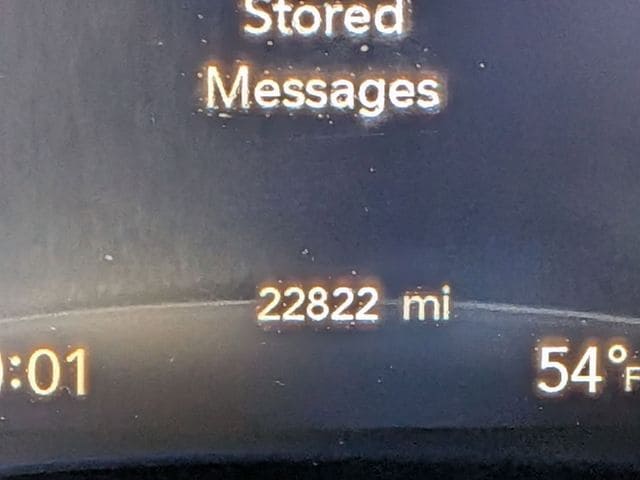 Stored
Messages
22822 mi
:01
54°F